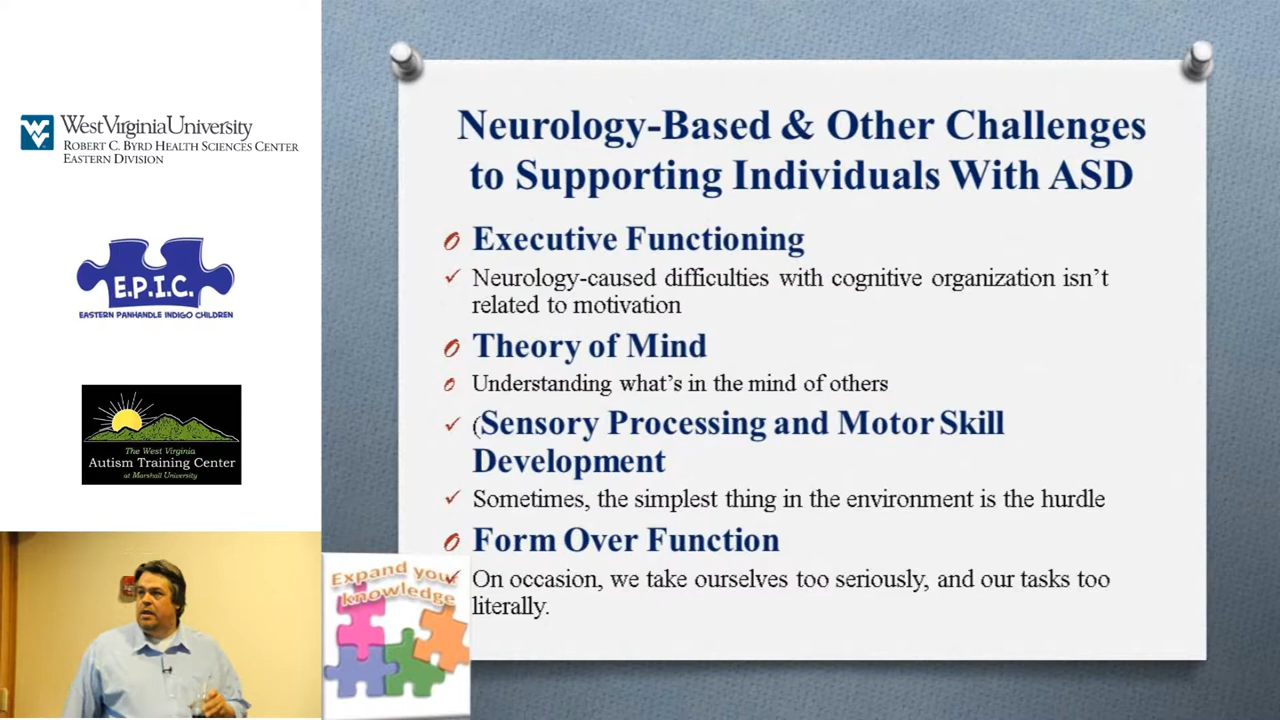 West Virginia University
ROBERT C. BYRD HEALTH SCIENCES CENTER
EASTERN DIVISION
E.P.I.C.
EASTERN PANHANDLE INDIGO CHILDREN
The West Virginia
Autism Training Center
at Marshall University
Neurology-Based & Other Challenges
to Supporting Individuals With ASD
Executive Functioning
Neurology-caused difficulties with cognitive organization isn't
related to motivation
Theory of Mind
Understanding what's in the mind of others
(Sensory Processing and Motor Skill
Development
Sometimes, the simplest thing in the environment is the hurdle
Form Over Function
On occasion, we take ourselves too seriously, and our tasks too
literally.
Expand your
knowledge